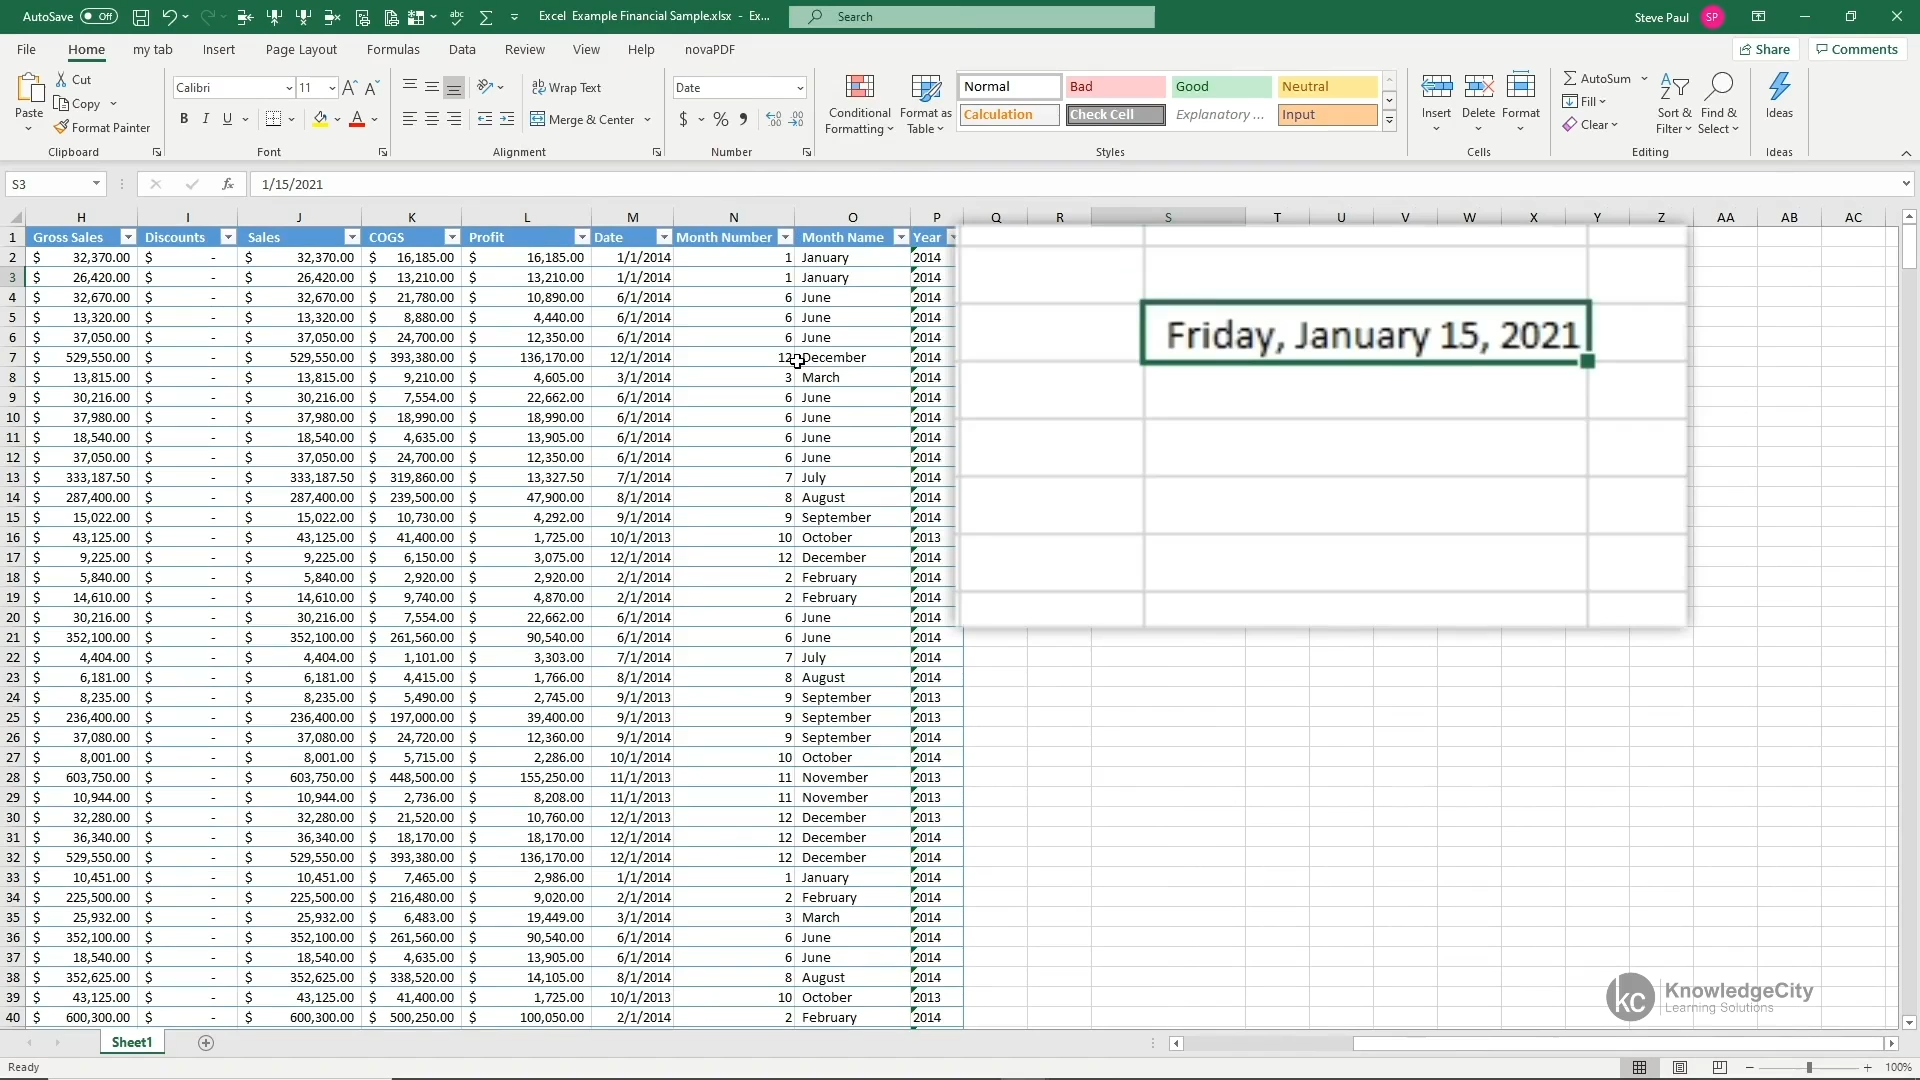 AutoSave Off Excel Example Financial Sample.xlsx - Ex... Search Steve Paul SP
File Home my tab Insert Page Layout Formulas Data Review View Help novaPDF Share Comments
Cut Calibri 11 Wrap Text Date Conditional Format as Normal Bad Good Neutral Insert Delete Format AutoSum Sort & Find & Ideas
Paste Copy B I U Merge & Center $ % Formatting Table Calculation Check Cell Explanatory ... Input Fill Filter Select
Format Painter Clear
Clipboard Font Alignment Number Styles Cells Editing Ideas
S3 fx 1/15/2021
H I J K L M N O P Q R S T U V W X Y Z AA AB AC
1 Gross Sales Discounts Sales COGS Profit Date Month Number Month Name Year
2 $ 32,370.00 $ - $ 32,370.00 $ 16,185.00 $ 16,185.00 1/1/2014 1 January 2014
3 $ 26,420.00 $ - $ 26,420.00 $ 13,210.00 $ 13,210.00 1/1/2014 1 January 2014
4 $ 32,670.00 $ - $ 32,670.00 $ 21,780.00 $ 10,890.00 6/1/2014 6 June 2014
5 $ 13,320.00 $ - $ 13,320.00 $ 8,880.00 $ 4,440.00 6/1/2014 6 June 2014
Friday, January 15, 2021
6 $ 37,050.00 $ - $ 37,050.00 $ 24,700.00 $ 12,350.00 6/1/2014 6 June 2014
7 $ 529,550.00 $ - $ 529,550.00 $ 393,380.00 $ 136,170.00 12/1/2014 12 December 2014
8 $ 13,815.00 $ - $ 13,815.00 $ 9,210.00 $ 4,605.00 3/1/2014 3 March 2014
9 $ 30,216.00 $ - $ 30,216.00 $ 7,554.00 $ 22,662.00 6/1/2014 6 June 2014
10 $ 37,980.00 $ - $ 37,980.00 $ 18,990.00 $ 18,990.00 6/1/2014 6 June 2014
11 $ 18,540.00 $ - $ 18,540.00 $ 4,635.00 $ 13,905.00 6/1/2014 6 June 2014
12 $ 37,050.00 $ - $ 37,050.00 $ 24,700.00 $ 12,350.00 6/1/2014 6 June 2014
13 $ 333,187.50 $ - $ 333,187.50 $ 319,860.00 $ 13,327.50 7/1/2014 7 July 2014
14 $ 287,400.00 $ - $ 287,400.00 $ 239,500.00 $ 47,900.00 8/1/2014 8 August 2014
15 $ 15,022.00 $ - $ 15,022.00 $ 10,730.00 $ 4,292.00 9/1/2014 9 September 2014
16 $ 43,125.00 $ - $ 43,125.00 $ 41,400.00 $ 1,725.00 10/1/2013 10 October 2013
17 $ 9,225.00 $ - $ 9,225.00 $ 6,150.00 $ 3,075.00 12/1/2014 12 December 2014
18 $ 5,840.00 $ - $ 5,840.00 $ 2,920.00 $ 2,920.00 2/1/2014 2 February 2014
19 $ 14,610.00 $ - $ 14,610.00 $ 9,740.00 $ 4,870.00 2/1/2014 2 February 2014
20 $ 30,216.00 $ - $ 30,216.00 $ 7,554.00 $ 22,662.00 6/1/2014 6 June 2014
21 $ 352,100.00 $ - $ 352,100.00 $ 261,560.00 $ 90,540.00 6/1/2014 6 June 2014
22 $ 4,404.00 $ - $ 4,404.00 $ 1,101.00 $ 3,303.00 7/1/2014 7 July 2014
23 $ 6,181.00 $ - $ 6,181.00 $ 4,415.00 $ 1,766.00 8/1/2014 8 August 2014
24 $ 8,235.00 $ - $ 8,235.00 $ 5,490.00 $ 2,745.00 9/1/2013 9 September 2013
25 $ 236,400.00 $ - $ 236,400.00 $ 197,000.00 $ 39,400.00 9/1/2013 9 September 2013
26 $ 37,080.00 $ - $ 37,080.00 $ 24,720.00 $ 12,360.00 9/1/2014 9 September 2014
27 $ 8,001.00 $ - $ 8,001.00 $ 5,715.00 $ 2,286.00 10/1/2014 10 October 2014
28 $ 603,750.00 $ - $ 603,750.00 $ 448,500.00 $ 155,250.00 11/1/2013 11 November 2013
29 $ 10,944.00 $ - $ 10,944.00 $ 2,736.00 $ 8,208.00 11/1/2013 11 November 2013
30 $ 32,280.00 $ - $ 32,280.00 $ 21,520.00 $ 10,760.00 12/1/2013 12 December 2013
31 $ 36,340.00 $ - $ 36,340.00 $ 18,170.00 $ 18,170.00 12/1/2014 12 December 2014
32 $ 529,550.00 $ - $ 529,550.00 $ 393,380.00 $ 136,170.00 12/1/2014 12 December 2014
33 $ 10,451.00 $ - $ 10,451.00 $ 7,465.00 $ 2,986.00 1/1/2014 1 January 2014
34 $ 225,500.00 $ - $ 225,500.00 $ 216,480.00 $ 9,020.00 2/1/2014 2 February 2014
35 $ 25,932.00 $ - $ 25,932.00 $ 6,483.00 $ 19,449.00 3/1/2014 3 March 2014
36 $ 352,100.00 $ - $ 352,100.00 $ 261,560.00 $ 90,540.00 6/1/2014 6 June 2014
37 $ 18,540.00 $ - $ 18,540.00 $ 4,635.00 $ 13,905.00 6/1/2014 6 June 2014
38 $ 352,625.00 $ - $ 352,625.00 $ 338,520.00 $ 14,105.00 8/1/2014 8 August 2014
39 $ 43,125.00 $ - $ 43,125.00 $ 41,400.00 $ 1,725.00 10/1/2013 10 October 2013
40 $ 600,300.00 $ - $ 600,300.00 $ 500,250.00 $ 100,050.00 2/1/2014 2 February 2014
kc KnowledgeCity
Learning Solutions
Sheet1
Ready 100%